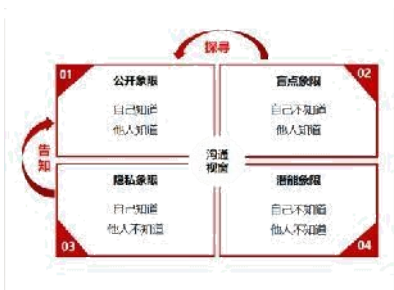 探寻
01
公开象限
自己知道
他人知道
盲点象限
02
自己不知道
他人知道
告知
沟通
视窗
隐私象限
自己知道
他人不知道
03
潜能象限
自己不知道
他人不知道
04